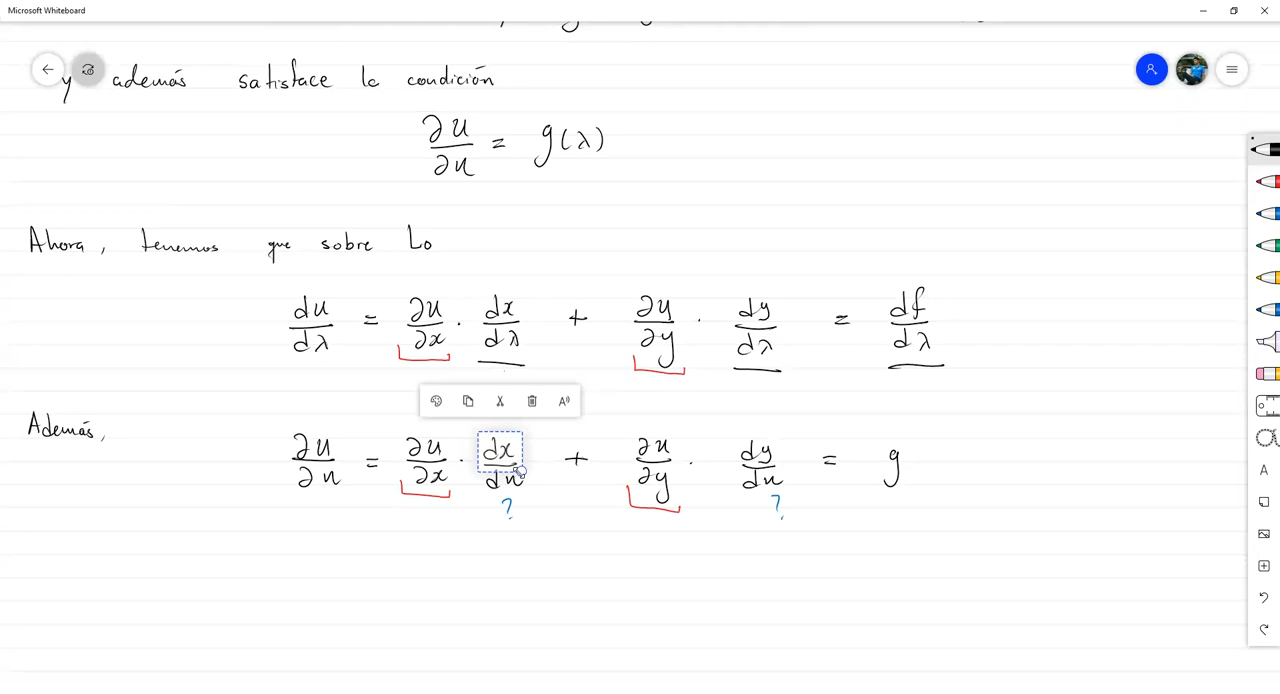 Microsoft Whiteboard
y además satisface la condición
∂u/∂n = g(λ)
Ahora, tenemos que sobre L₀
du/dλ = ∂u/∂x · dx/dλ + ∂u/∂y · dy/dλ = df/dλ
Además,
∂u/∂n = ∂u/∂x · dx/dn + ∂u/∂y · dy/dn = g
? ?